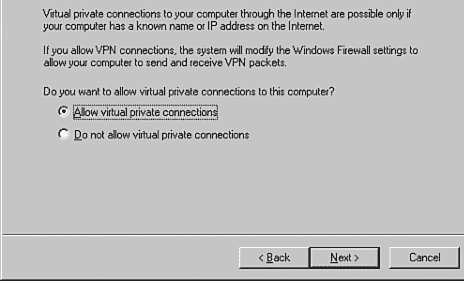 Virtual private connections to your computer through the Internet are possible only if
your computer has a known name or IP address on the Internet.
If you allow VPN connections, the system will modify the Windows Firewall settings to
allow your computer to send and receive VPN packets.
Do you want to allow virtual private connections to this computer?
Allow virtual private connections
Do not allow virtual private connections
< Back
Next >
Cancel